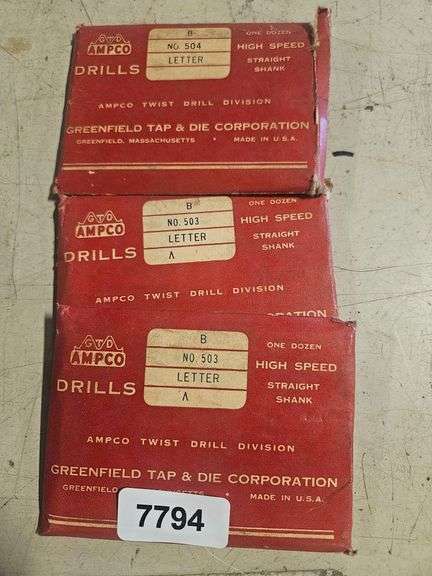 B
ONE DOZEN
GTD
AMPCO
NO. 504
HIGH SPEED
DRILLS
LETTER
STRAIGHT
SHANK
AMPCO TWIST DRILL DIVISION
GREENFIELD TAP & DIE CORPORATION
GREENFIELD, MASSACHUSETTS
MADE IN U.S.A.
B
ONE DOZEN
GTD
AMPCO
NO. 503
HIGH SPEED
DRILLS
LETTER
STRAIGHT
SHANK
A
AMPCO TWIST DRILL DIVISION
CORPORATION
B
ONE DOZEN
GTD
AMPCO
NO. 503
HIGH SPEED
DRILLS
LETTER
STRAIGHT
SHANK
A
AMPCO TWIST DRILL DIVISION
GREENFIELD TAP & DIE CORPORATION
GREENFIELD,
MADE IN U.S.A.
7794